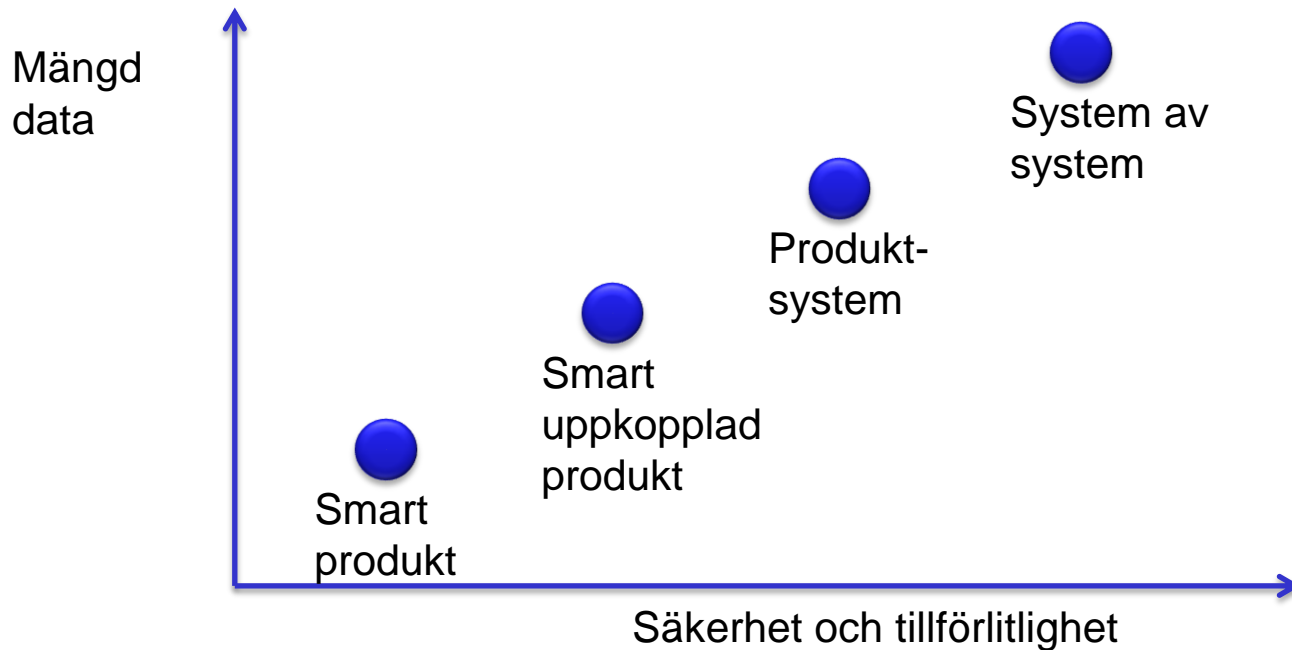 Mängd
data
System av
system
Produkt-
system
Smart
uppkopplad
produkt
Smart
produkt
Säkerhet och tillförlitlighet